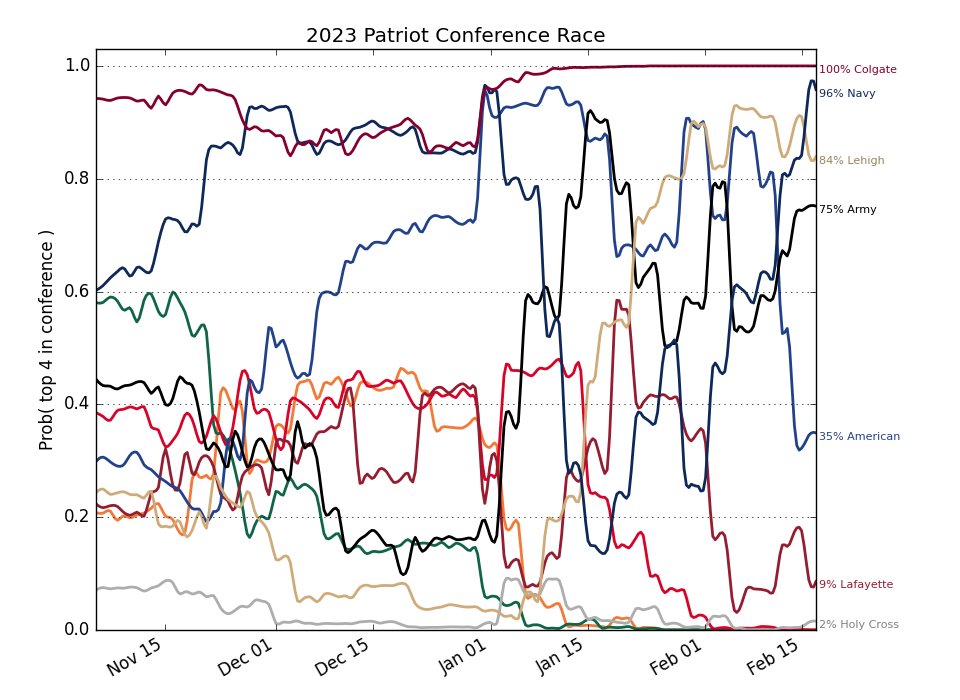 2023 Patriot Conference Race
Prob( top 4 in conference )
1.0
0.8
0.6
0.4
0.2
0.0
Nov 15
Dec 01
Dec 15
Jan 01
Jan 15
Feb 01
Feb 15
100% Colgate
96% Navy
84% Lehigh
75% Army
35% American
9% Lafayette
2% Holy Cross